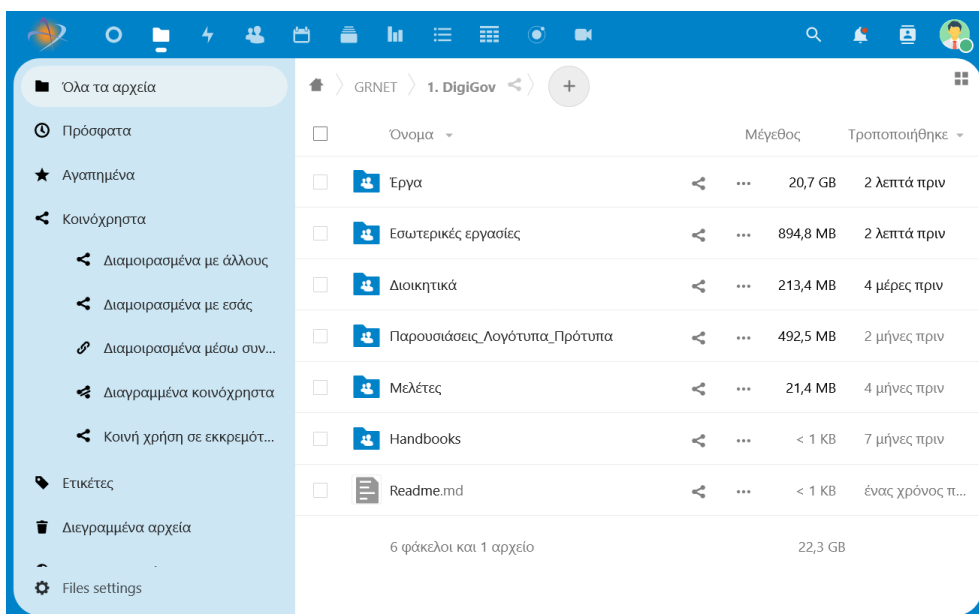 Όλα τα αρχεία
Πρόσφατα
Αγαπημένα
Κοινόχρηστα
Διαμοιρασμένα με άλλους
Διαμοιρασμένα με εσάς
Διαμοιρασμένα μέσω συν...
Διαγραμμένα κοινόχρηστα
Κοινή χρήση σε εκκρεμότ...
Ετικέτες
Διεγραμμένα αρχεία
Files settings
GRNET 1. DigiGov +
Όνομα Μέγεθος Τροποποιήθηκε
Έργα 20,7 GB 2 λεπτά πριν
Εσωτερικές εργασίες 894,8 MB 2 λεπτά πριν
Διοικητικά 213,4 MB 4 μέρες πριν
Παρουσιάσεις_Λογότυπα_Πρότυπα 492,5 MB 2 μήνες πριν
Μελέτες 21,4 MB 4 μήνες πριν
Handbooks < 1 KB 7 μήνες πριν
Readme.md < 1 KB ένας χρόνος π...
6 φάκελοι και 1 αρχείο 22,3 GB